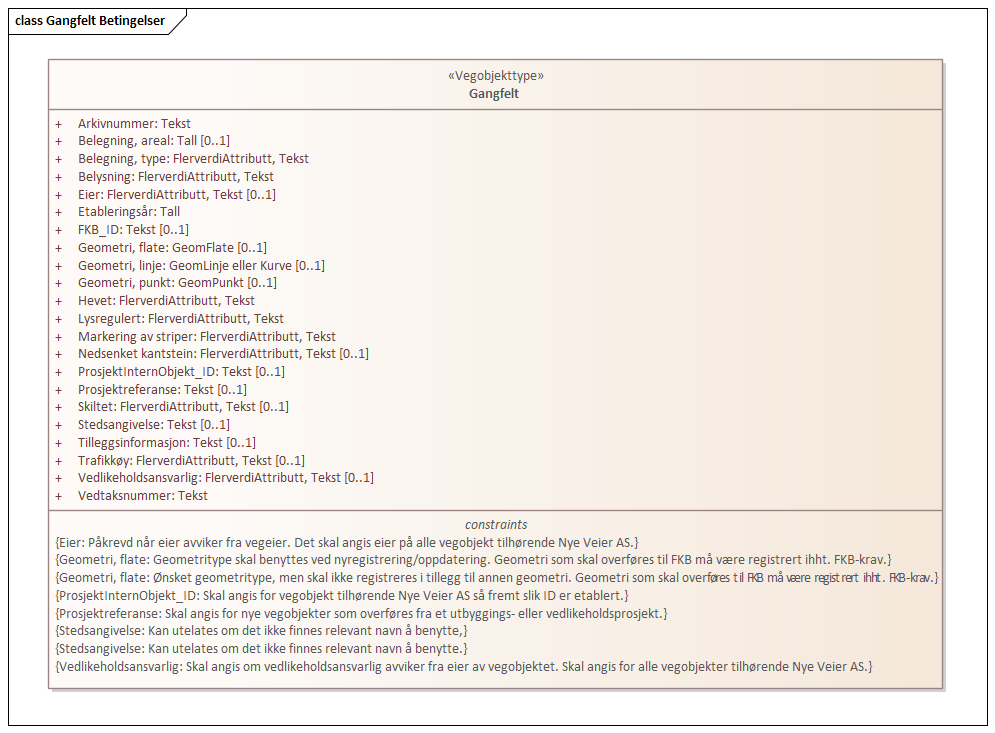 class Gangfelt Betingelser
«Vegobjekttype»
Gangfelt
+ Arkivnummer: Tekst
+ Belegning, areal: Tall [0..1]
+ Belegning, type: FlerverdiAttributt, Tekst
+ Belysning: FlerverdiAttributt, Tekst
+ Eier: FlerverdiAttributt, Tekst [0..1]
+ Etableringsår: Tall
+ FKB_ID: Tekst [0..1]
+ Geometri, flate: GeomFlate [0..1]
+ Geometri, linje: GeomLinje eller Kurve [0..1]
+ Geometri, punkt: GeomPunkt [0..1]
+ Hevet: FlerverdiAttributt, Tekst
+ Lysregulert: FlerverdiAttributt, Tekst
+ Markering av striper: FlerverdiAttributt, Tekst
+ Nedsenket kantstein: FlerverdiAttributt, Tekst [0..1]
+ ProsjektInternObjekt_ID: Tekst [0..1]
+ Prosjektreferanse: Tekst [0..1]
+ Skiltet: FlerverdiAttributt, Tekst [0..1]
+ Stedsangivelse: Tekst [0..1]
+ Tilleggsinformasjon: Tekst [0..1]
+ Trafikkøy: FlerverdiAttributt, Tekst [0..1]
+ Vedlikeholdsansvarlig: FlerverdiAttributt, Tekst [0..1]
+ Vedtaksnummer: Tekst
constraints
{Eier: Påkrevd når eier avviker fra vegeier. Det skal angis eier på alle vegobjekt tilhørende Nye Veier AS.}
{Geometri, flate: Geometritype skal benyttes ved nyregistrering/oppdatering. Geometri som skal overføres til FKB må være registrert ihht. FKB-krav.}
{Geometri, flate: Ønsket geometritype, men skal ikke registreres i tillegg til annen geometri. Geometri som skal overføres til FKB må være registrert ihht. FKB-krav.}
{ProsjektInternObjekt_ID: Skal angis for vegobjekt tilhørende Nye Veier AS så fremt slik ID er etablert.}
{Prosjektreferanse: Skal angis for nye vegobjekter som overføres fra et utbyggings- eller vedlikeholdsprosjekt.}
{Stedsangivelse: Kan utelates om det ikke finnes relevant navn å benytte,}
{Stedsangivelse: Kan utelates om det ikke finnes relevant navn å benytte.}
{Vedlikeholdsansvarlig: Skal angis om vedlikeholdsansvarlig avviker fra eier av vegobjektet. Skal angis for alle vegobjekter tilhørende Nye Veier AS.}